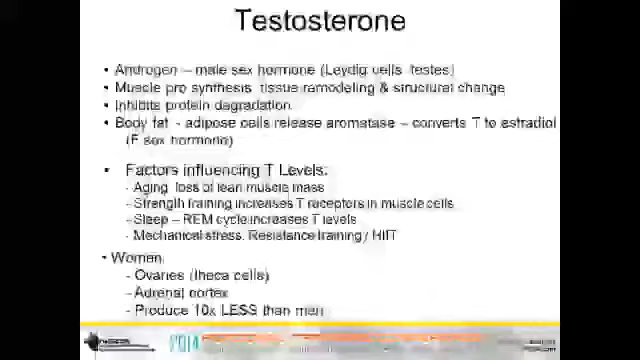 Testosterone
• Androgen – male sex hormone (Leydig cells testes)
• Muscle pro synthesis tissue remodeling & structural change
• Inhibits protein degradation
• Body fat - adipose cells release aromatase – converts T to estradiol
(F sex hormone)
• Factors influencing T Levels:
- Aging loss of lean muscle mass
- Strength training increases T receptors in muscle cells
- Sleep – REM cycle increases T levels
- Mechanical stress. Resistance training / HIIT
• Women
- Ovaries (theca cells)
- Adrenal cortex
- Produce 10x LESS than men
2014